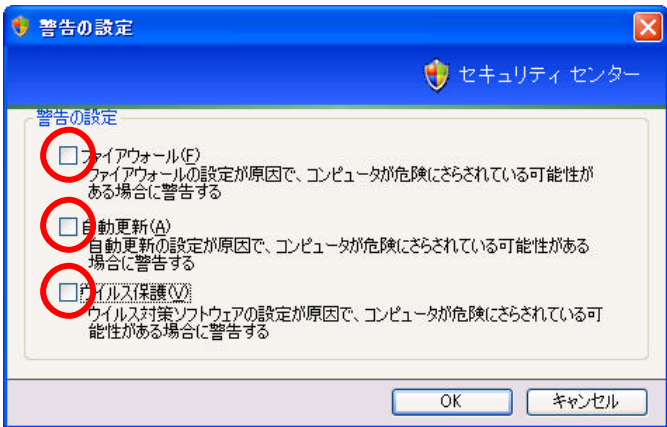 警告の設定
セキュリティ センター
警告の設定
ファイアウォール(F)
ファイアウォールの設定が原因で、コンピュータが危険にさらされている可能性が
ある場合に警告する
自動更新(A)
自動更新の設定が原因で、コンピュータが危険にさらされている可能性がある
場合に警告する
ウイルス保護(V)
ウイルス対策ソフトウェアの設定が原因で、コンピュータが危険にさらされている可
能性がある場合に警告する
OK キャンセル